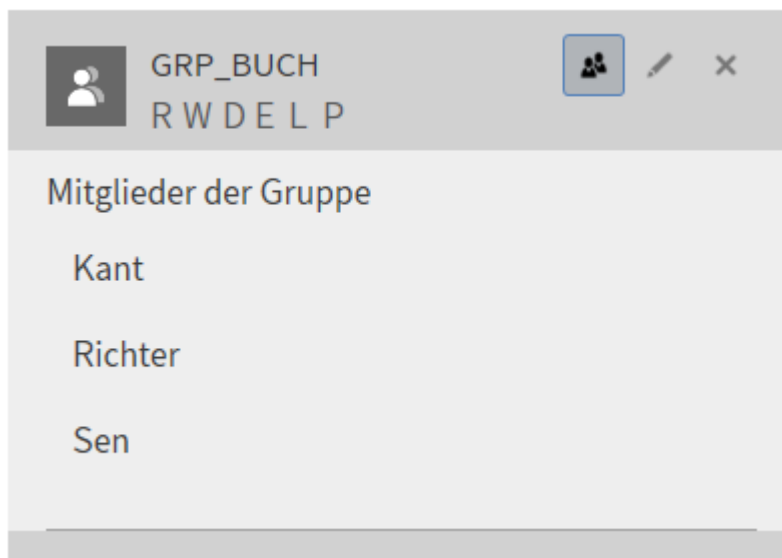 GRP_BUCH
R W D E L P
Mitglieder der Gruppe
Kant
Richter
Sen